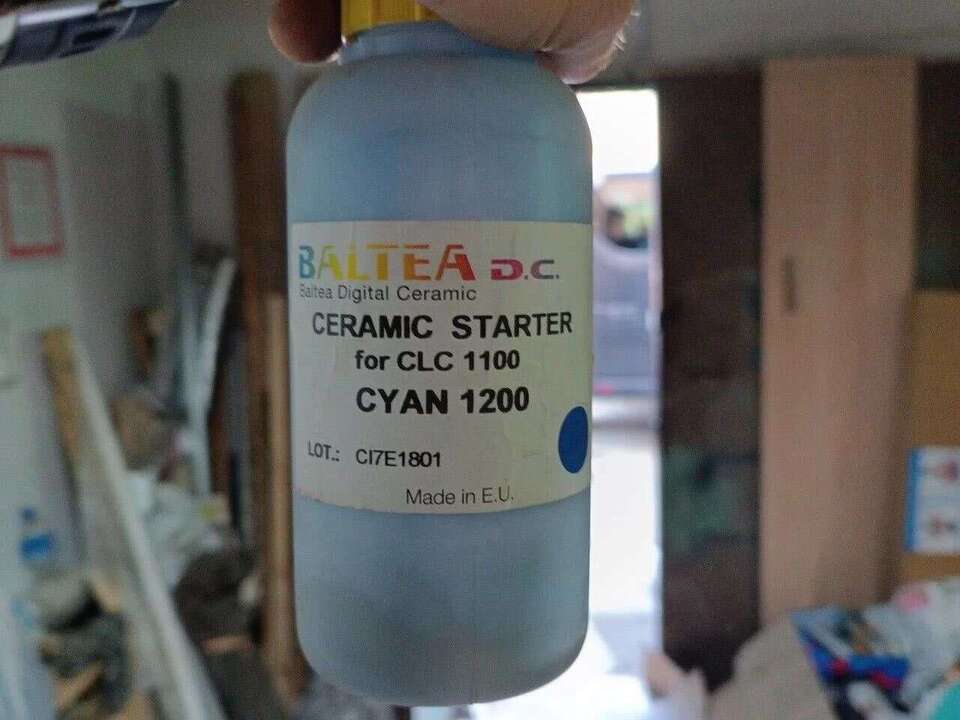 BALTEA D.C.
Baltea Digital Ceramic
CERAMIC STARTER
for CLC 1100
CYAN 1200
LOT.: CI7E1801
Made in E.U.